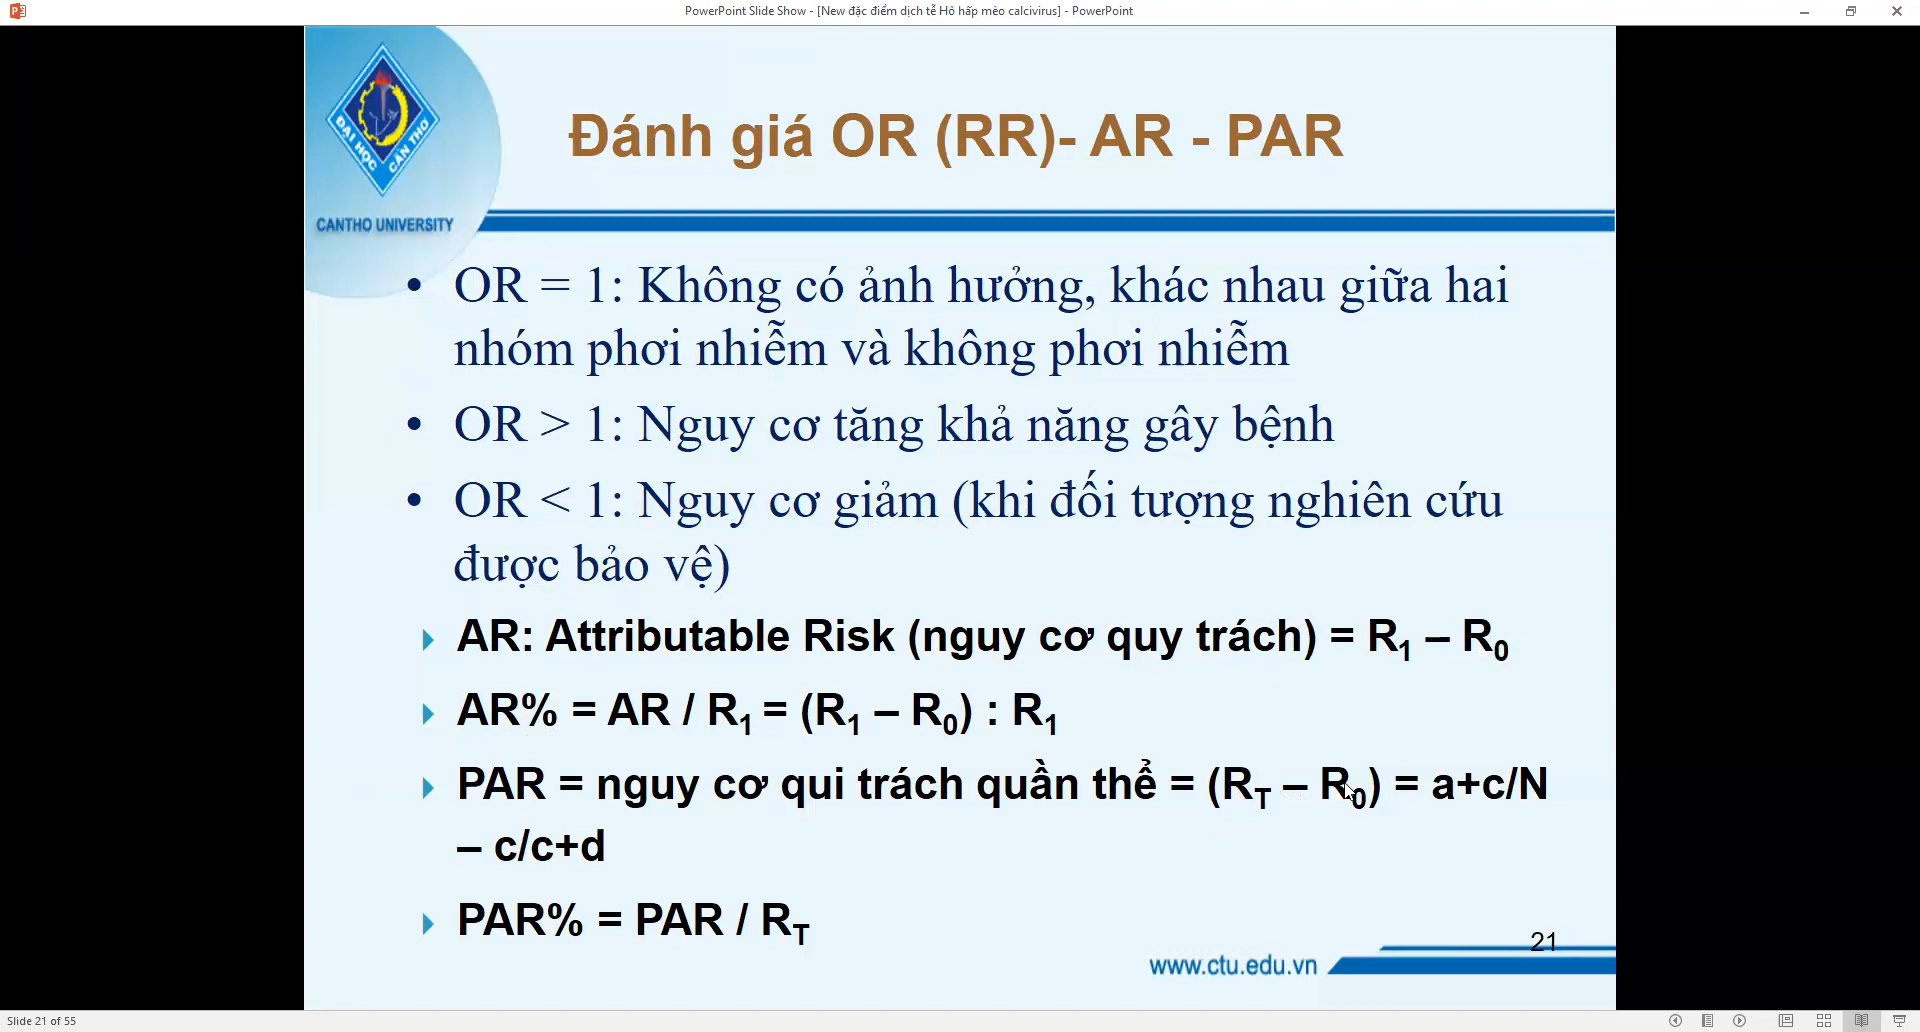 PowerPoint Slide Show - [New đặc điểm dịch tễ Hô hấp mèo calcivirus] - PowerPoint
ĐẠI HỌC CẦN THƠ
CANTHO UNIVERSITY
Đánh giá OR (RR)- AR - PAR
• OR = 1: Không có ảnh hưởng, khác nhau giữa hai
nhóm phơi nhiễm và không phơi nhiễm
• OR > 1: Nguy cơ tăng khả năng gây bệnh
• OR < 1: Nguy cơ giảm (khi đối tượng nghiên cứu
được bảo vệ)
AR: Attributable Risk (nguy cơ quy trách) = R1 – R0
AR% = AR / R1 = (R1 – R0) : R1
PAR = nguy cơ qui trách quần thể = (RT – R0) = a+c/N
– c/c+d
PAR% = PAR / RT
21
www.ctu.edu.vn
Slide 21 of 55